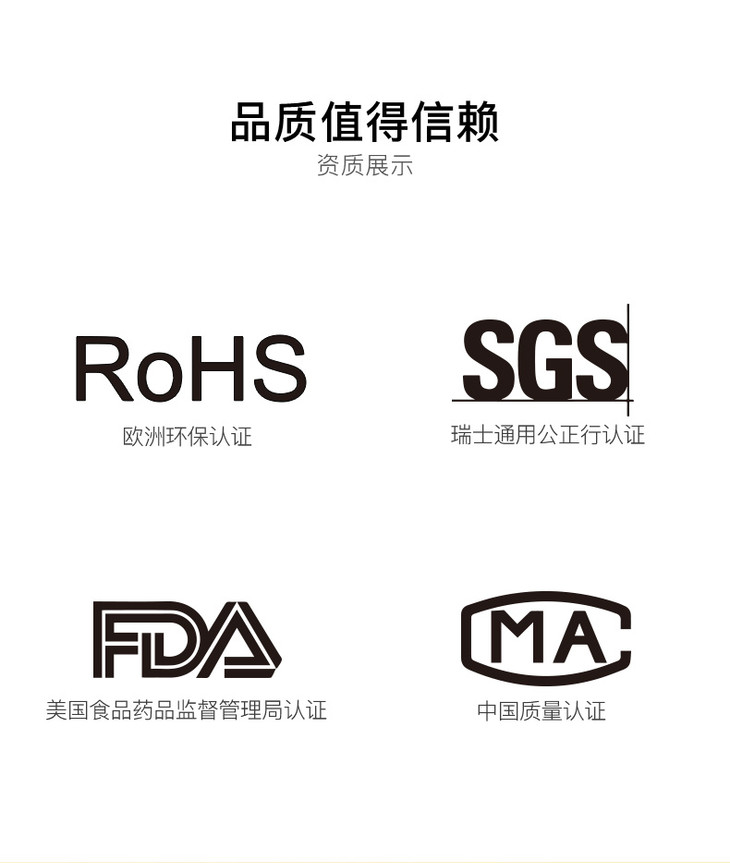 品质值得信赖
资质展示
RoHS
SGS
欧洲环保认证
瑞士通用公正行认证
FDA
MA
美国食品药品监督管理局认证
中国质量认证